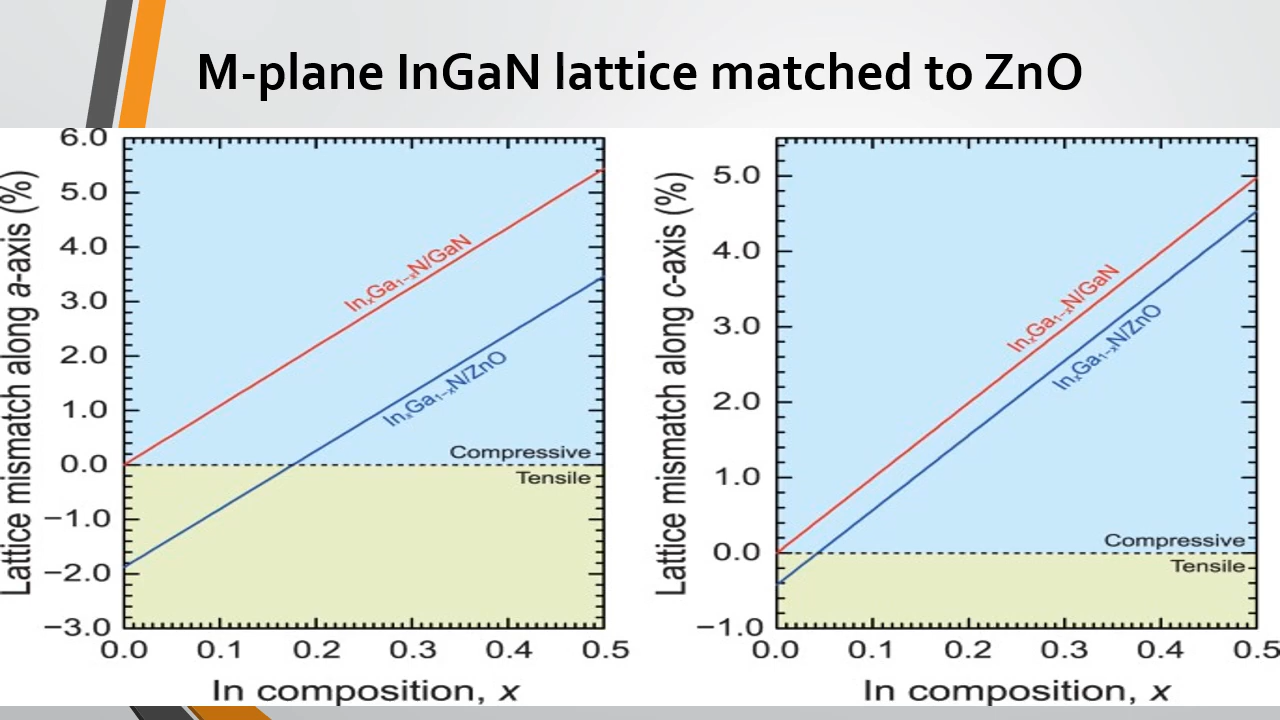 M-plane InGaN lattice matched to ZnO
Lattice mismatch along a-axis (%)
6.0
5.0
4.0
3.0
2.0
1.0
0.0
−1.0
−2.0
−3.0
InxGa1−xN/GaN
InxGa1−xN/ZnO
Compressive
Tensile
0.0 0.1 0.2 0.3 0.4 0.5
In composition, x
Lattice mismatch along c-axis (%)
5.0
4.0
3.0
2.0
1.0
0.0
−1.0
InxGa1−xN/GaN
InxGa1−xN/ZnO
Compressive
Tensile
0.0 0.1 0.2 0.3 0.4 0.5
In composition, x